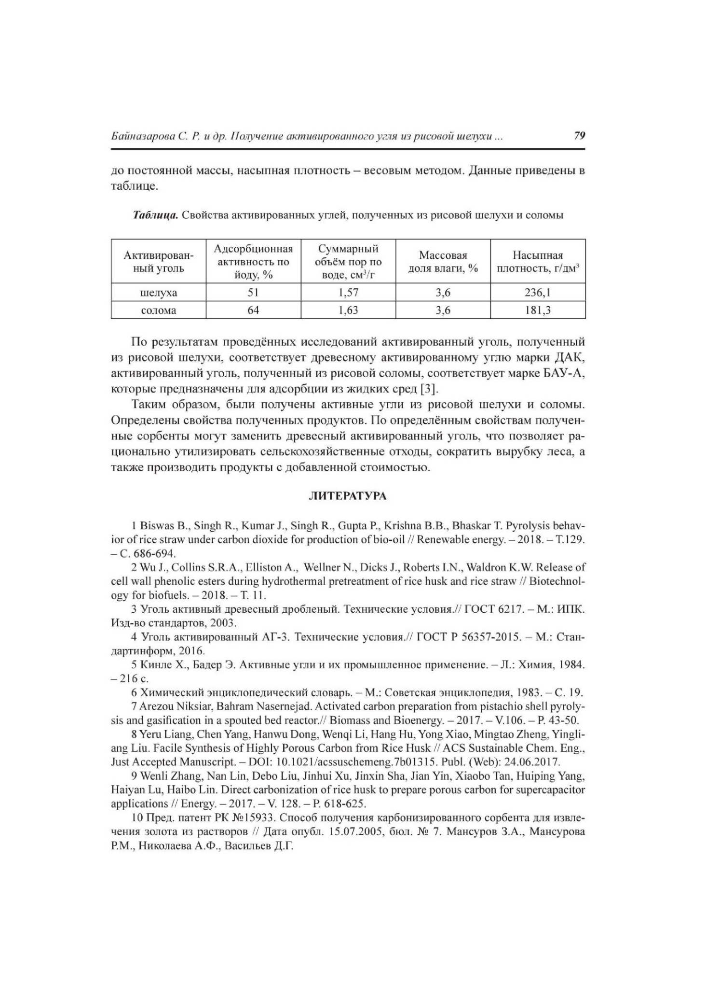 Байназарова С. Р. и др. Получение активированного угля из рисовой шелухи ... 79
до постоянной массы, насыпная плотность – весовым методом. Данные приведены в
таблице.
Таблица. Свойства активированных углей, полученных из рисовой шелухи и соломы
Активирован-
ный уголь
Адсорбционная
активность по
йоду, %
Суммарный
объём пор по
воде, см³/г
Массовая
доля влаги, %
Насыпная
плотность, г/дм³
шелуха 51 1,57 3,6 236,1
солома 64 1,63 3,6 181,3
По результатам проведённых исследований активированный уголь, полученный
из рисовой шелухи, соответствует древесному активированному углю марки ДАК,
активированный уголь, полученный из рисовой соломы, соответствует марке БАУ-А,
которые предназначены для адсорбции из жидких сред [3].
Таким образом, были получены активные угли из рисовой шелухи и соломы.
Определены свойства полученных продуктов. По определённым свойствам получен-
ные сорбенты могут заменить древесный активированный уголь, что позволяет ра-
ционально утилизировать сельскохозяйственные отходы, сократить вырубку леса, а
также производить продукты с добавленной стоимостью.
ЛИТЕРАТУРА
1 Biswas B., Singh R., Kumar J., Singh R., Gupta P., Krishna B.B., Bhaskar T. Pyrolysis behav-
ior of rice straw under carbon dioxide for production of bio-oil // Renewable energy. – 2018. – T.129.
– C. 686-694.
2 Wu J., Collins S.R.A., Elliston A., Wellner N., Dicks J., Roberts I.N., Waldron K.W. Release of
cell wall phenolic esters during hydrothermal pretreatment of rice husk and rice straw // Biotechnol-
ogy for biofuels. – 2018. – T. 11.
3 Уголь активный древесный дробленый. Технические условия.// ГОСТ 6217. – М.: ИПК.
Изд-во стандартов, 2003.
4 Уголь активированный АГ-3. Технические условия.// ГОСТ Р 56357-2015. – М.: Стан-
дартинформ, 2016.
5 Кинле Х., Бадер Э. Активные угли и их промышленное применение. – Л.: Химия, 1984.
– 216 с.
6 Химический энциклопедический словарь. – М.: Советская энциклопедия, 1983. – С. 19.
7 Arezou Niksiar, Bahram Nasernejad. Activated carbon preparation from pistachio shell pyroly-
sis and gasification in a spouted bed reactor.// Biomass and Bioenergy. – 2017. – V.106. – P. 43-50.
8 Yeru Liang, Chen Yang, Hanwu Dong, Wenqi Li, Hang Hu, Yong Xiao, Mingtao Zheng, Yingli-
ang Liu. Facile Synthesis of Highly Porous Carbon from Rice Husk // ACS Sustainable Chem. Eng.,
Just Accepted Manuscript. – DOI: 10.1021/acssuschemeng.7b01315. Publ. (Web): 24.06.2017.
9 Wenli Zhang, Nan Lin, Debo Liu, Jinhui Xu, Jinxin Sha, Jian Yin, Xiaobo Tan, Huiping Yang,
Haiyan Lu, Haibo Lin. Direct carbonization of rice husk to prepare porous carbon for supercapacitor
applications // Energy. – 2017. – V. 128. – P. 618-625.
10 Пред. патент РК №15933. Способ получения карбонизированного сорбента для извле-
чения золота из растворов // Дата опубл. 15.07.2005, бюл. № 7. Мансуров З.А., Мансурова
Р.М., Николаева А.Ф., Васильев Д.Г.